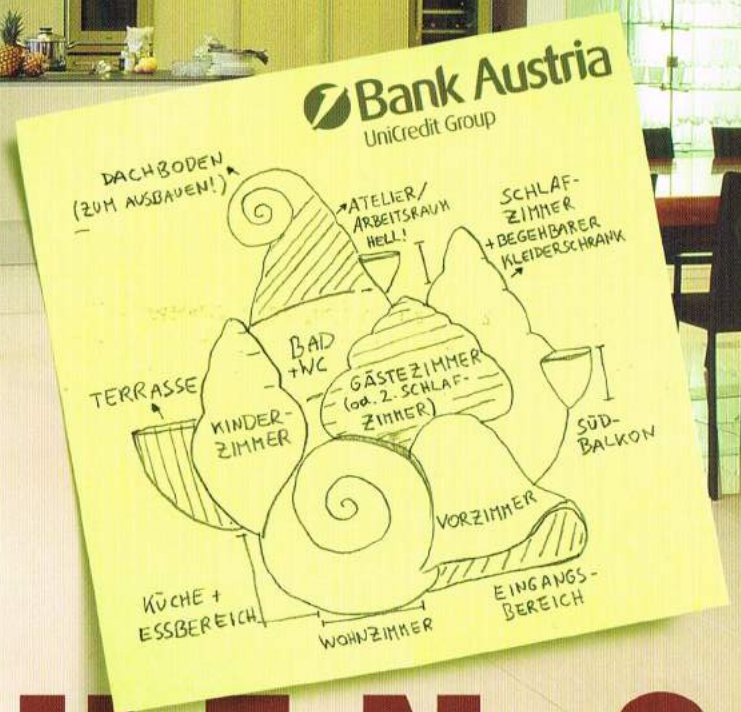 Bank Austria
UniCredit Group
DACHBODEN
(ZUM AUSBAUEN!)
ATELIER/
ARBEITSRAUM
HELL!
SCHLAF-
ZIMMER
+BEGEHBARER
KLEIDERSCHRANK
BAD
+WC
TERRASSE
KINDER-
ZIMMER
GÄSTEZIMMER
(od. 2. SCHLAF-
ZIMMER)
SÜD-
BALKON
VORZIMMER
KÜCHE +
ESSBEREICH
WOHNZIMMER
EINGANGS-
BEREICH